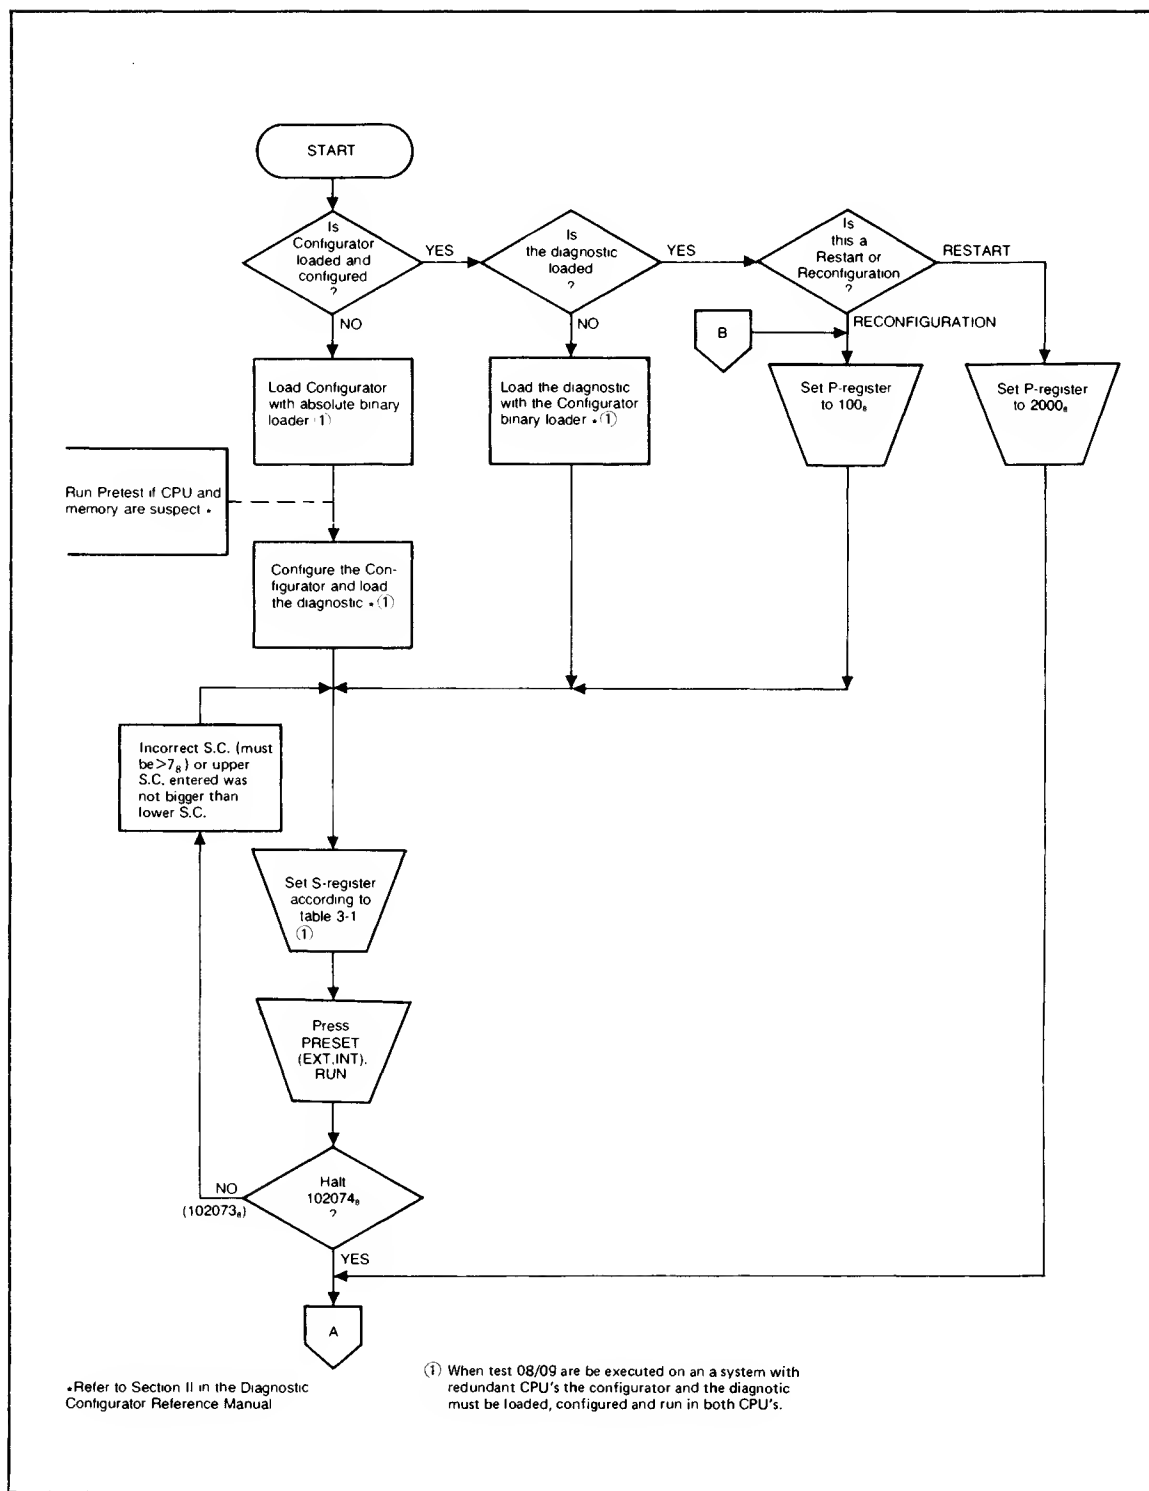 START
Is
Configurator
loaded and
configured
?
YES
NO
Is
the diagnostic
loaded
?
YES
NO
Is
this a
Restart or
Reconfiguration
?
RESTART
RECONFIGURATION
B
Load Configurator
with absolute binary
loader (1)
Load the diagnostic
with the Configurator
binary loader * ①
Set P-register
to 100₈
Set P-register
to 2000₈
Run Pretest if CPU and
memory are suspect *
Configure the Con-
figurator and load
the diagnostic * ①
Incorrect S.C. (must
be >7₈) or upper
S.C. entered was
not bigger than
lower S.C.
Set S-register
according to
table 3-1
①
Press
PRESET
(EXT,INT).
RUN
Halt
102074₈
?
NO
(102073₈)
YES
A
*Refer to Section II in the Diagnostic
Configurator Reference Manual
① When test 08/09 are be executed on an a system with
redundant CPU's the configurator and the diagnotic
must be loaded, configured and run in both CPU's.